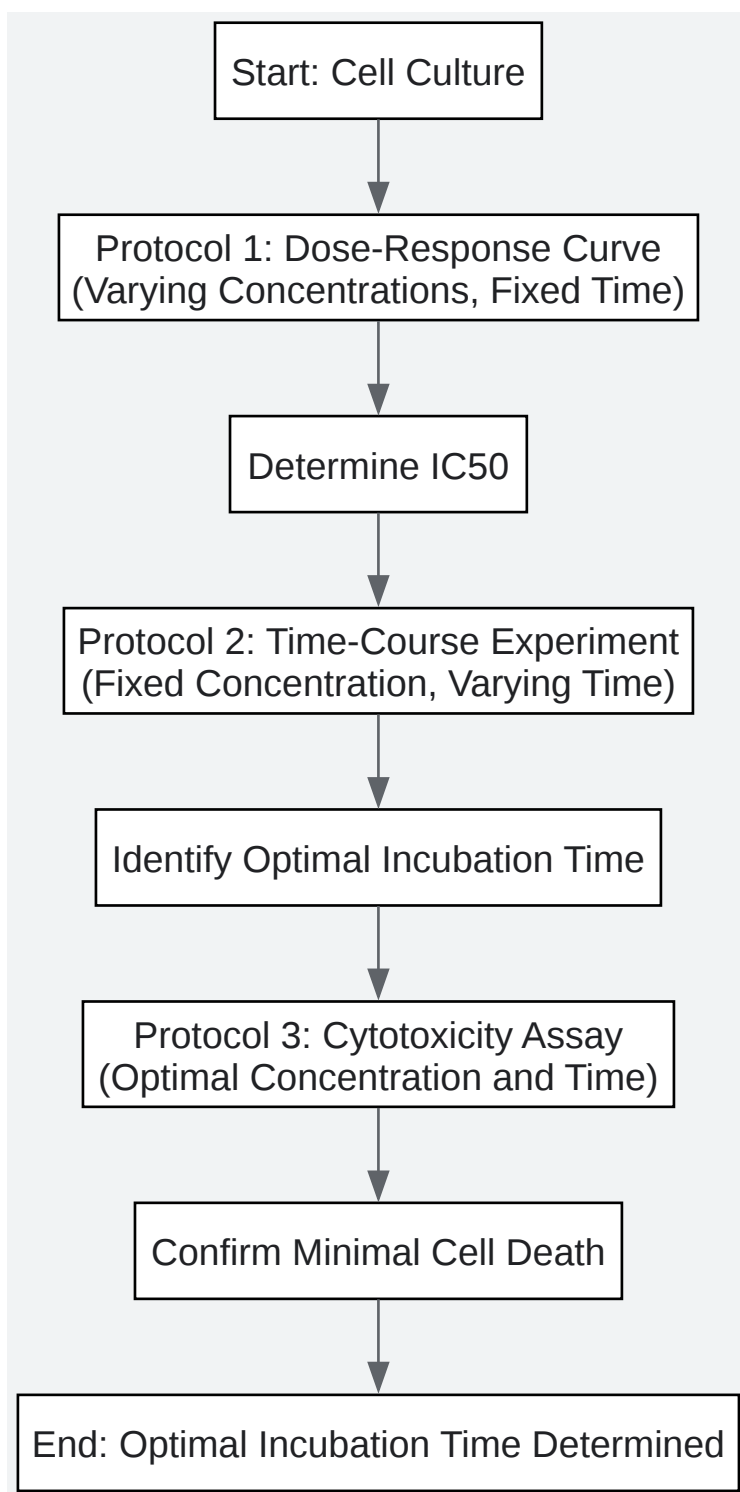 Start: Cell Culture
Protocol 1: Dose-Response Curve
(Varying Concentrations, Fixed Time)
Determine IC50
Protocol 2: Time-Course Experiment
(Fixed Concentration, Varying Time)
Identify Optimal Incubation Time
Protocol 3: Cytotoxicity Assay
(Optimal Concentration and Time)
Confirm Minimal Cell Death
End: Optimal Incubation Time Determined